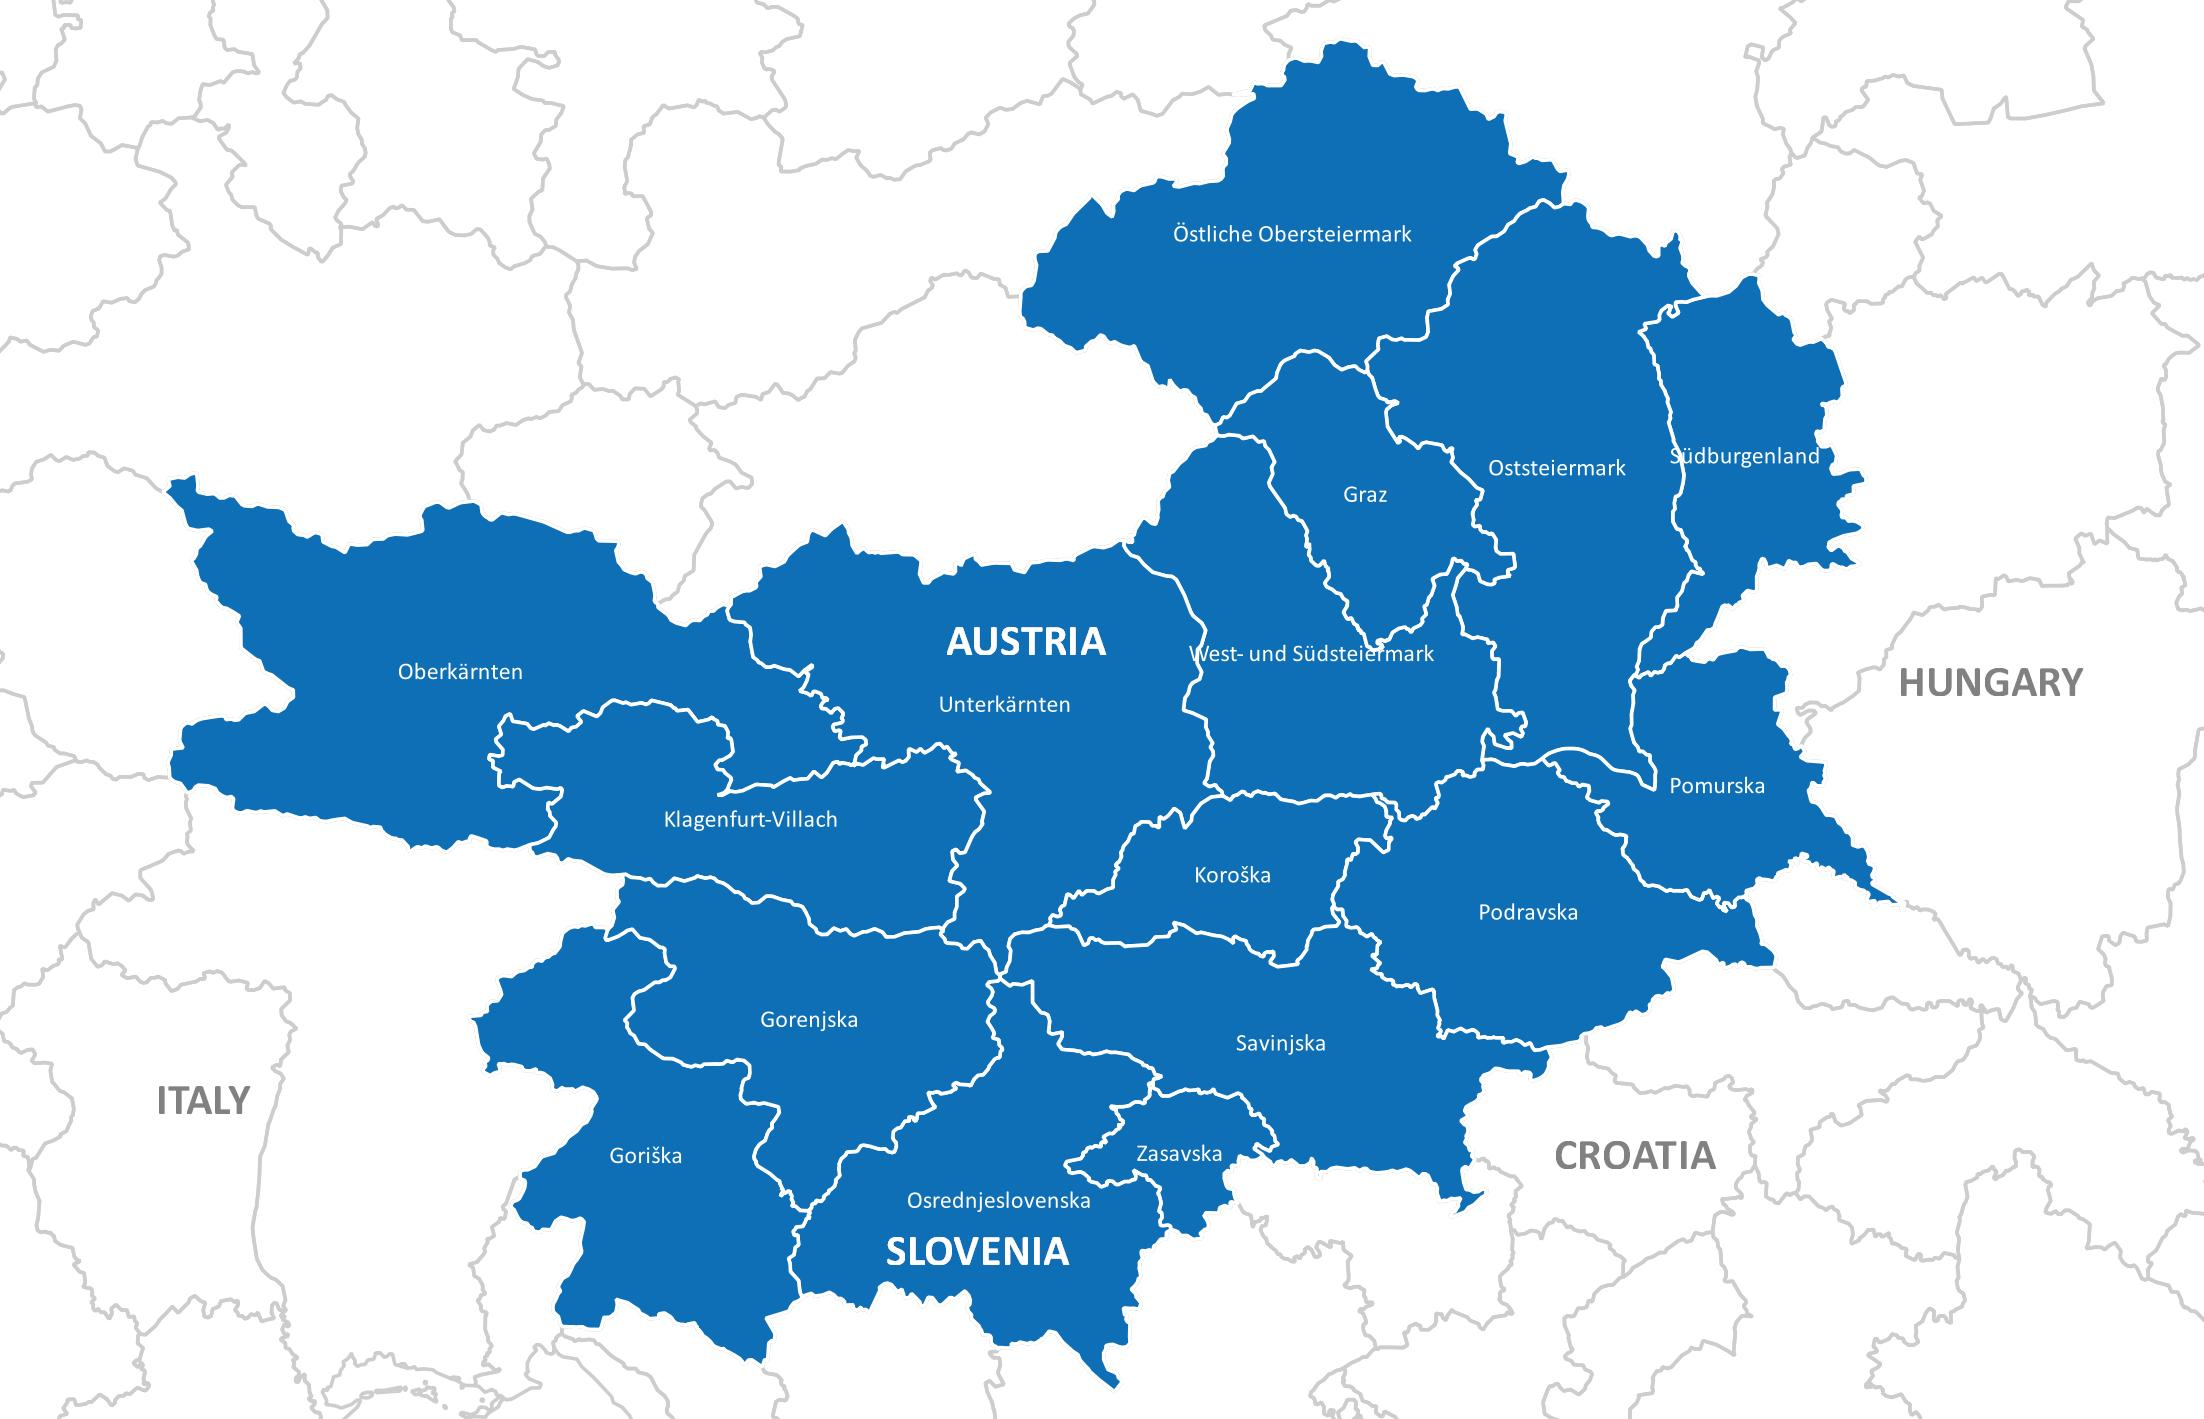 Östliche Obersteiermark
Südburgenland
Oststeiermark
Graz
AUSTRIA
West- und Südsteiermark
Oberkärnten
HUNGARY
Unterkärnten
Pomurska
Klagenfurt-Villach
Koroška
Podravska
Gorenjska
Savinjska
ITALY
Zasavska
Goriška
CROATIA
Osrednjeslovenska
SLOVENIA